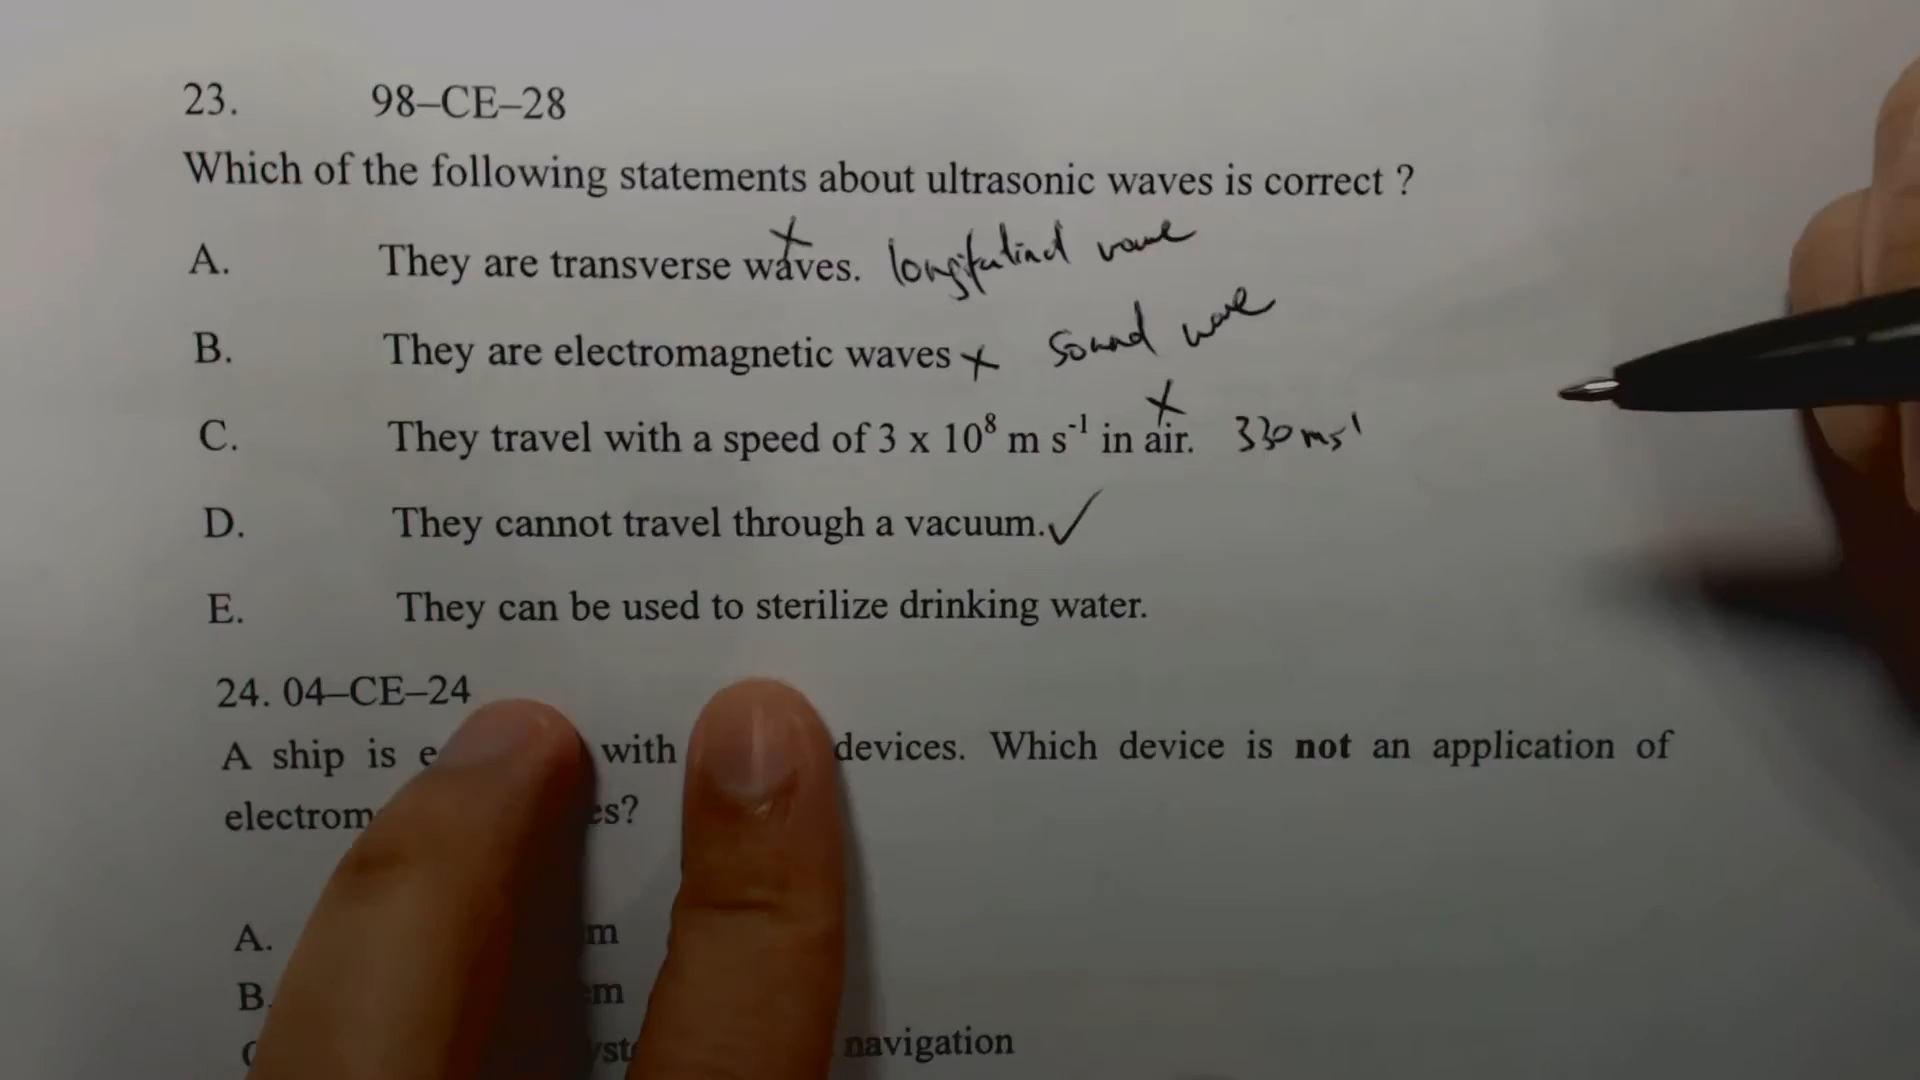 23. 98–CE–28
Which of the following statements about ultrasonic waves is correct ?
A. They are transverse waves. wave
B. They are electromagnetic waves × sound wave
C. They travel with a speed of 3 x 10⁸ m s⁻¹ in air. 330 ms⁻¹
D. They cannot travel through a vacuum. ✓
E. They can be used to sterilize drinking water.
24. 04–CE–24
A ship is with devices. Which device is not an application of
A.
B.
navigation